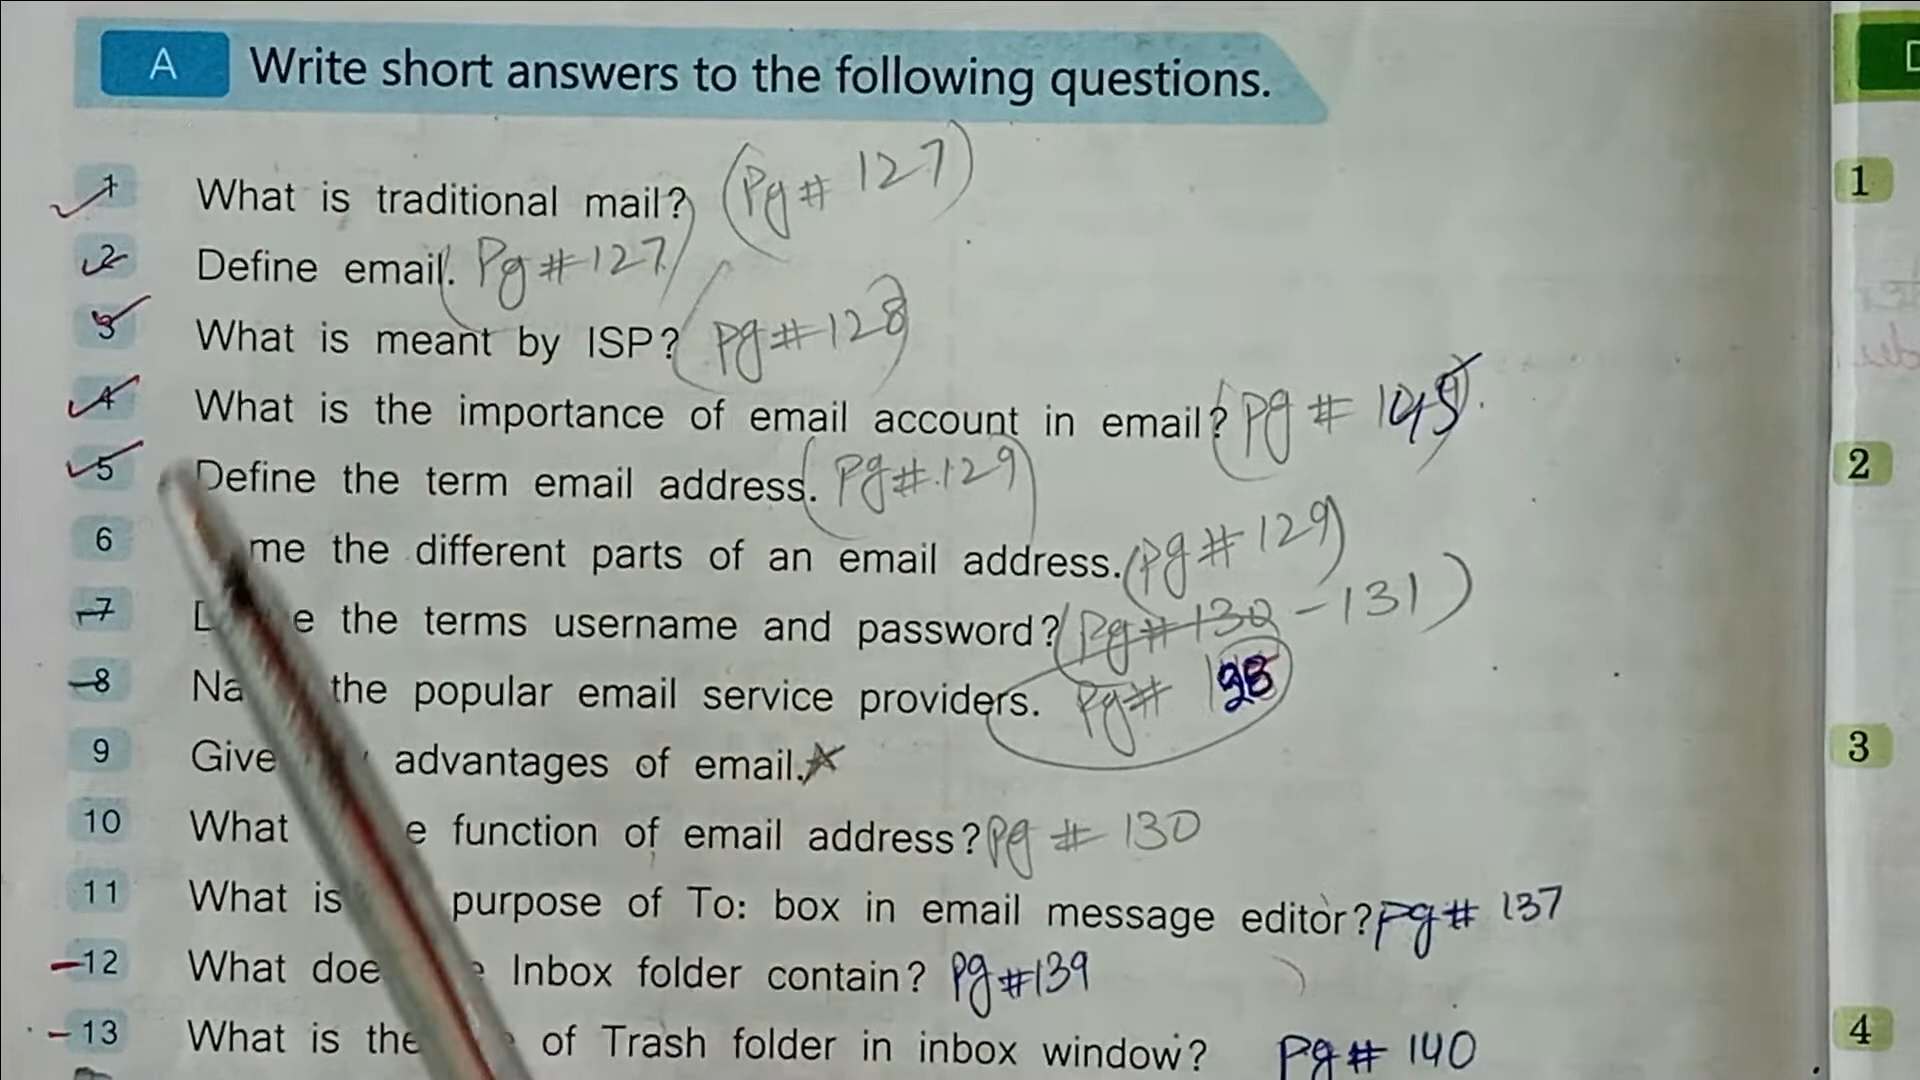 A Write short answers to the following questions.
1 What is traditional mail? (Pg # 127)
2 Define email. (Pg # 127)
3 What is meant by ISP? (Pg # 128)
4 What is the importance of email account in email? (Pg #
5 Define the term email address. (Pg # 129)
6 me the different parts of an email address. (Pg # 129)
7 the terms username and password? (Pg # 130 - 131)
8 Na the popular email service providers. Pg #
9 Give advantages of email.
10 What function of email address? Pg # 130
11 What is purpose of To: box in email message editor? Pg # 137
12 What doe Inbox folder contain? Pg # 139
13 What is the of Trash folder in inbox window? Pg # 140
1
2
3
4